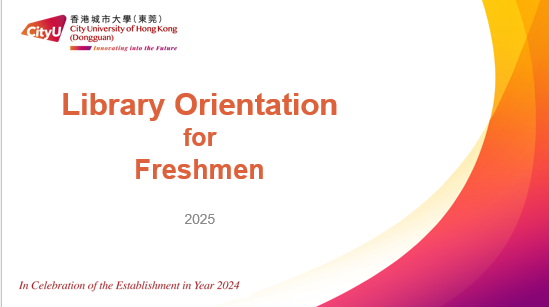 CityU
香港城市大學(東莞)
City University of Hong Kong
(Dongguan)
Innovating into the Future
Library Orientation
for
Freshmen
2025
In Celebration of the Establishment in Year 2024